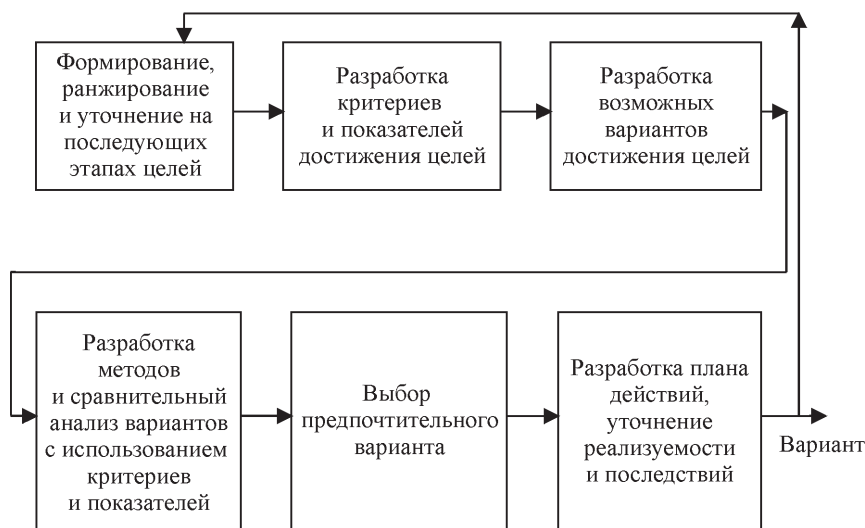 Формирование,
ранжирование
и уточнение на
последующих
этапах целей
Разработка
критериев
и показателей
достижения целей
Разработка
возможных
вариантов
достижения целей
Разработка
методов
и сравнительный
анализ вариантов
с использованием
критериев
и показателей
Выбор
предпочтительного
варианта
Разработка плана
действий,
уточнение
реализуемости
и последствий
Вариант